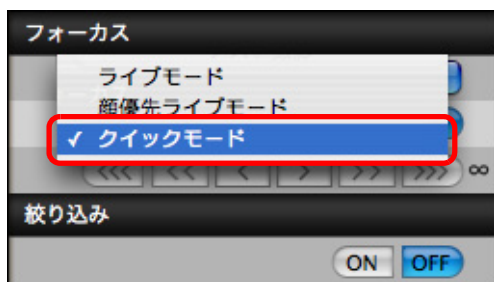 フォーカス
ライブモード
顔優先ライブモード
✓ クイックモード
<<< << < > >> >>> ∞
絞り込み
ON OFF